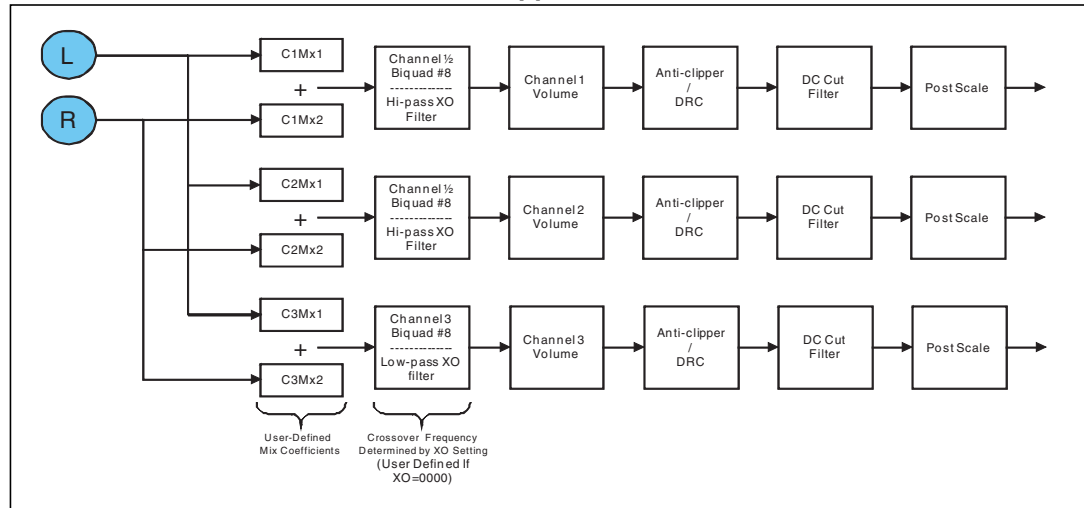 L
R
C1Mx1
+
C1Mx2
Channel ½
Biquad #8
--------------
Hi-pass XO
Filter
Channel 1
Volume
Anti-clipper
/
DRC
DC Cut
Filter
Post Scale
C2Mx1
+
C2Mx2
Channel ½
Biquad #8
--------------
Hi-pass XO
Filter
Channel 2
Volume
Anti-clipper
/
DRC
DC Cut
Filter
Post Scale
C3Mx1
+
C3Mx2
Channel 3
Biquad #8
--------------
Low-pass XO
filter
Channel 3
Volume
Anti-clipper
/
DRC
DC Cut
Filter
Post Scale
User-Defined
Mix Coefficients
Crossover Frequency
Determined by XO Setting
(User Defined If
XO=0000)